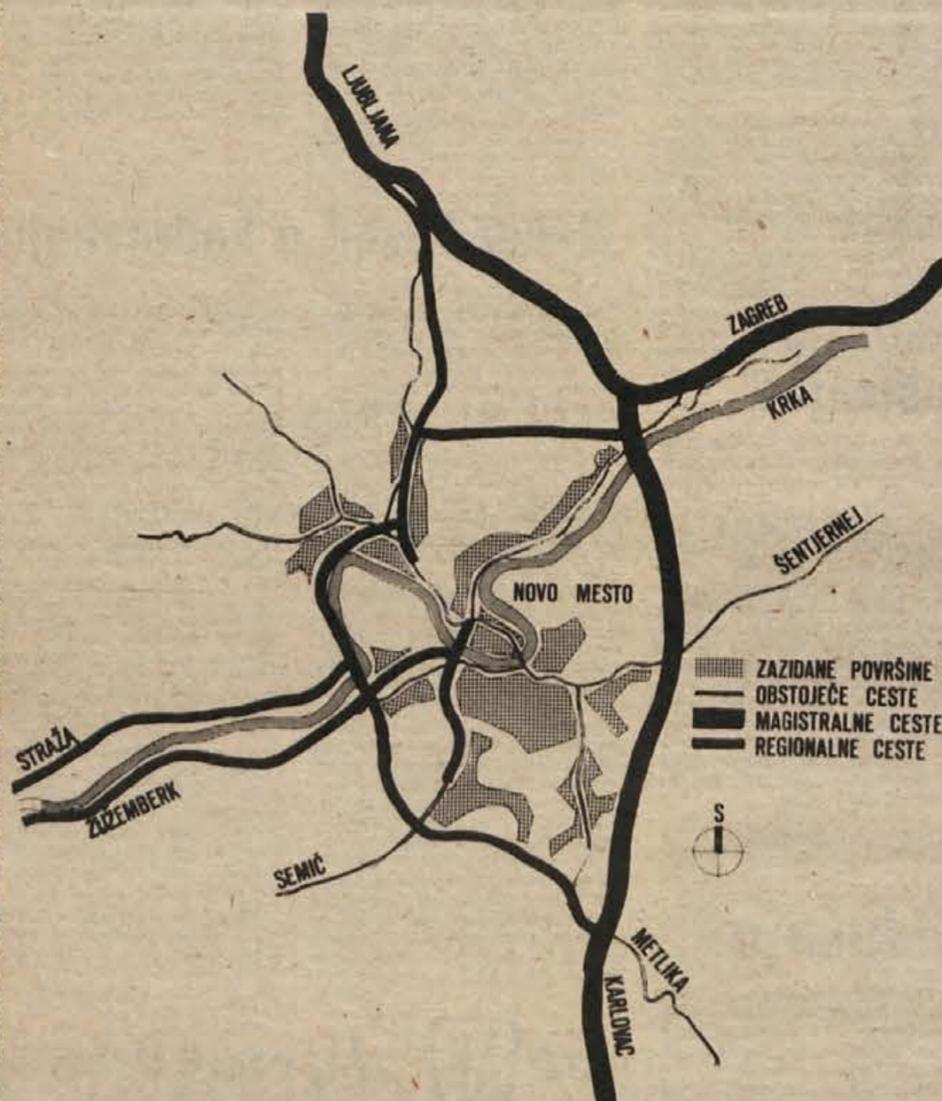 LJUBLJANA
ZAGREB
KRKA
ŠENTJERNEJ
NOVO MESTO
ZAZIDANE POVRŠINE
OBSTOJEČE CESTE
MAGISTRALNE CESTE
REGIONALNE CESTE
STRAŽA
ŽUŽEMBERK
S
SEMIČ
METLIKA
KARLOVAC